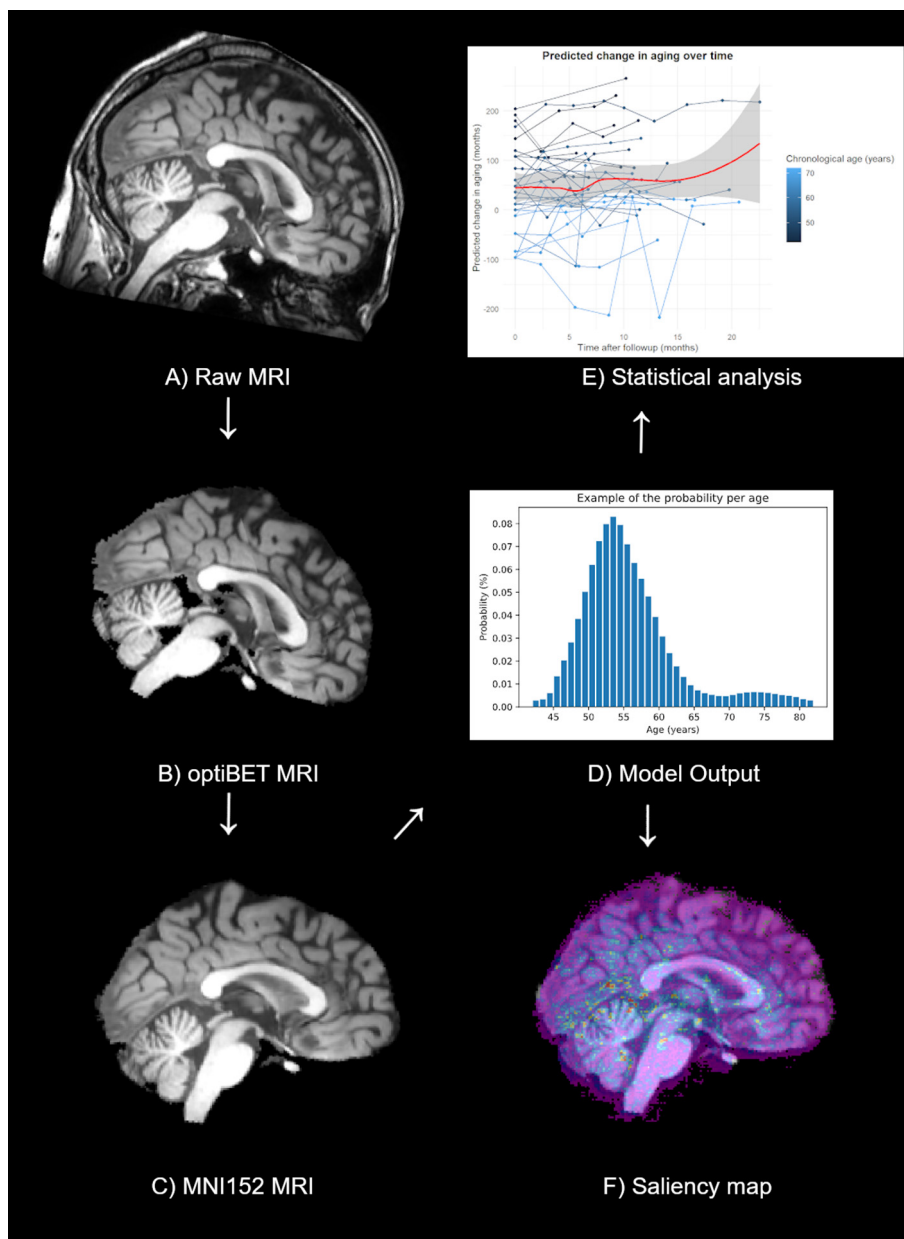 Predicted change in aging over time
Predicted change in aging (months)
200
100
0
-100
-200
0 5 10 15 20
Time after followup (months)
Chronological age (years)
70
60
50
A) Raw MRI
E) Statistical analysis
Example of the probability per age
Probability (%)
0.08
0.07
0.06
0.05
0.04
0.03
0.02
0.01
0.00
45 50 55 60 65 70 75 80
Age (years)
B) optiBET MRI
D) Model Output
C) MNI152 MRI
F) Saliency map